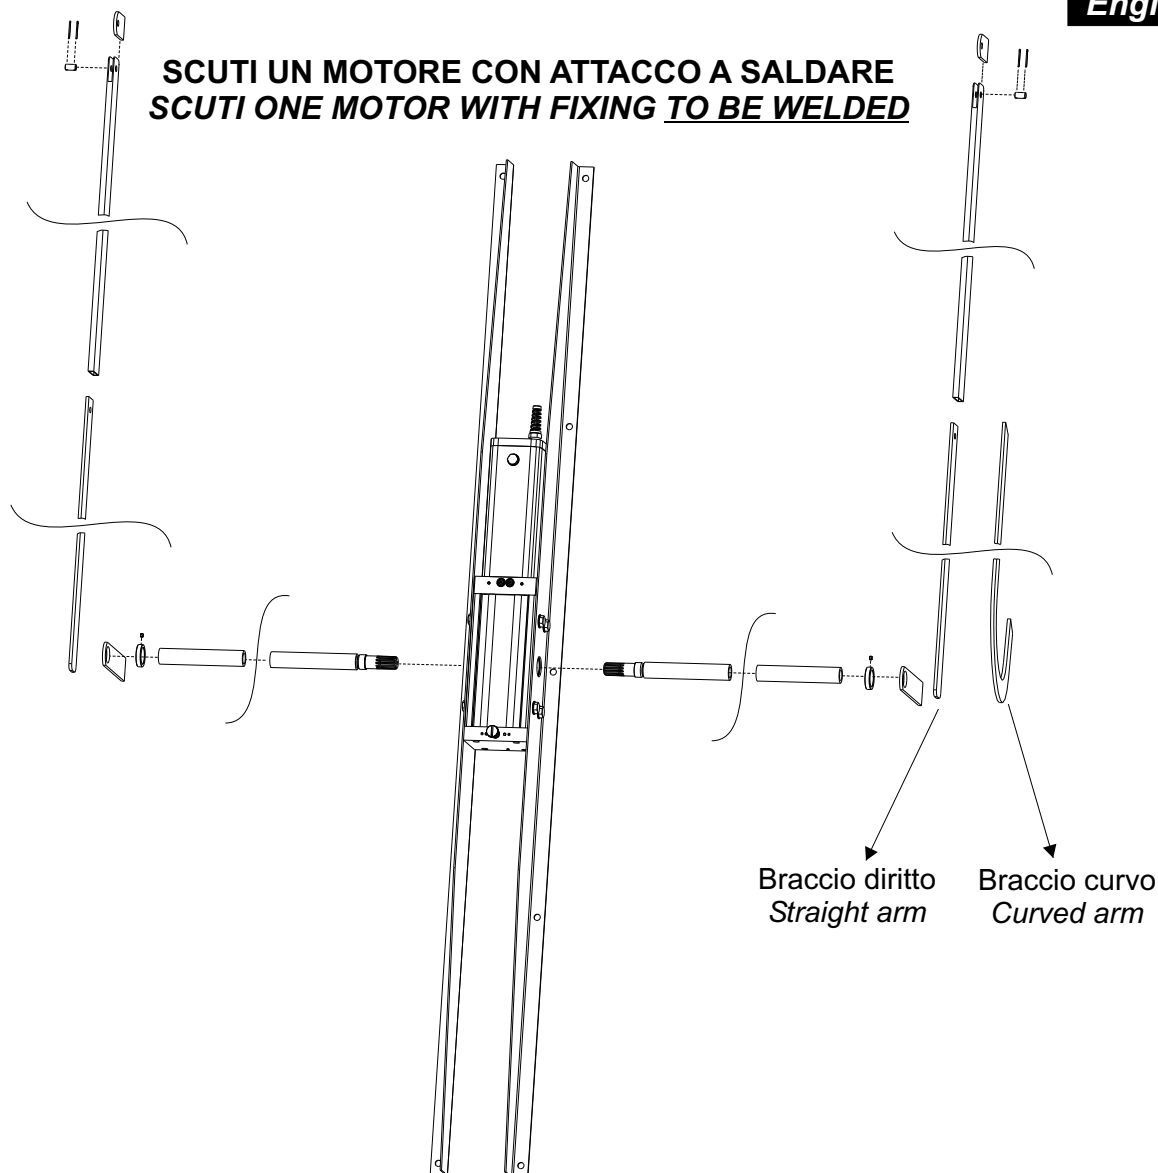 SCUTI UN MOTORE CON ATTACCO A SALDARE
SCUTI ONE MOTOR WITH FIXING TO BE WELDED
Braccio diritto
Straight arm
Braccio curvo
Curved arm